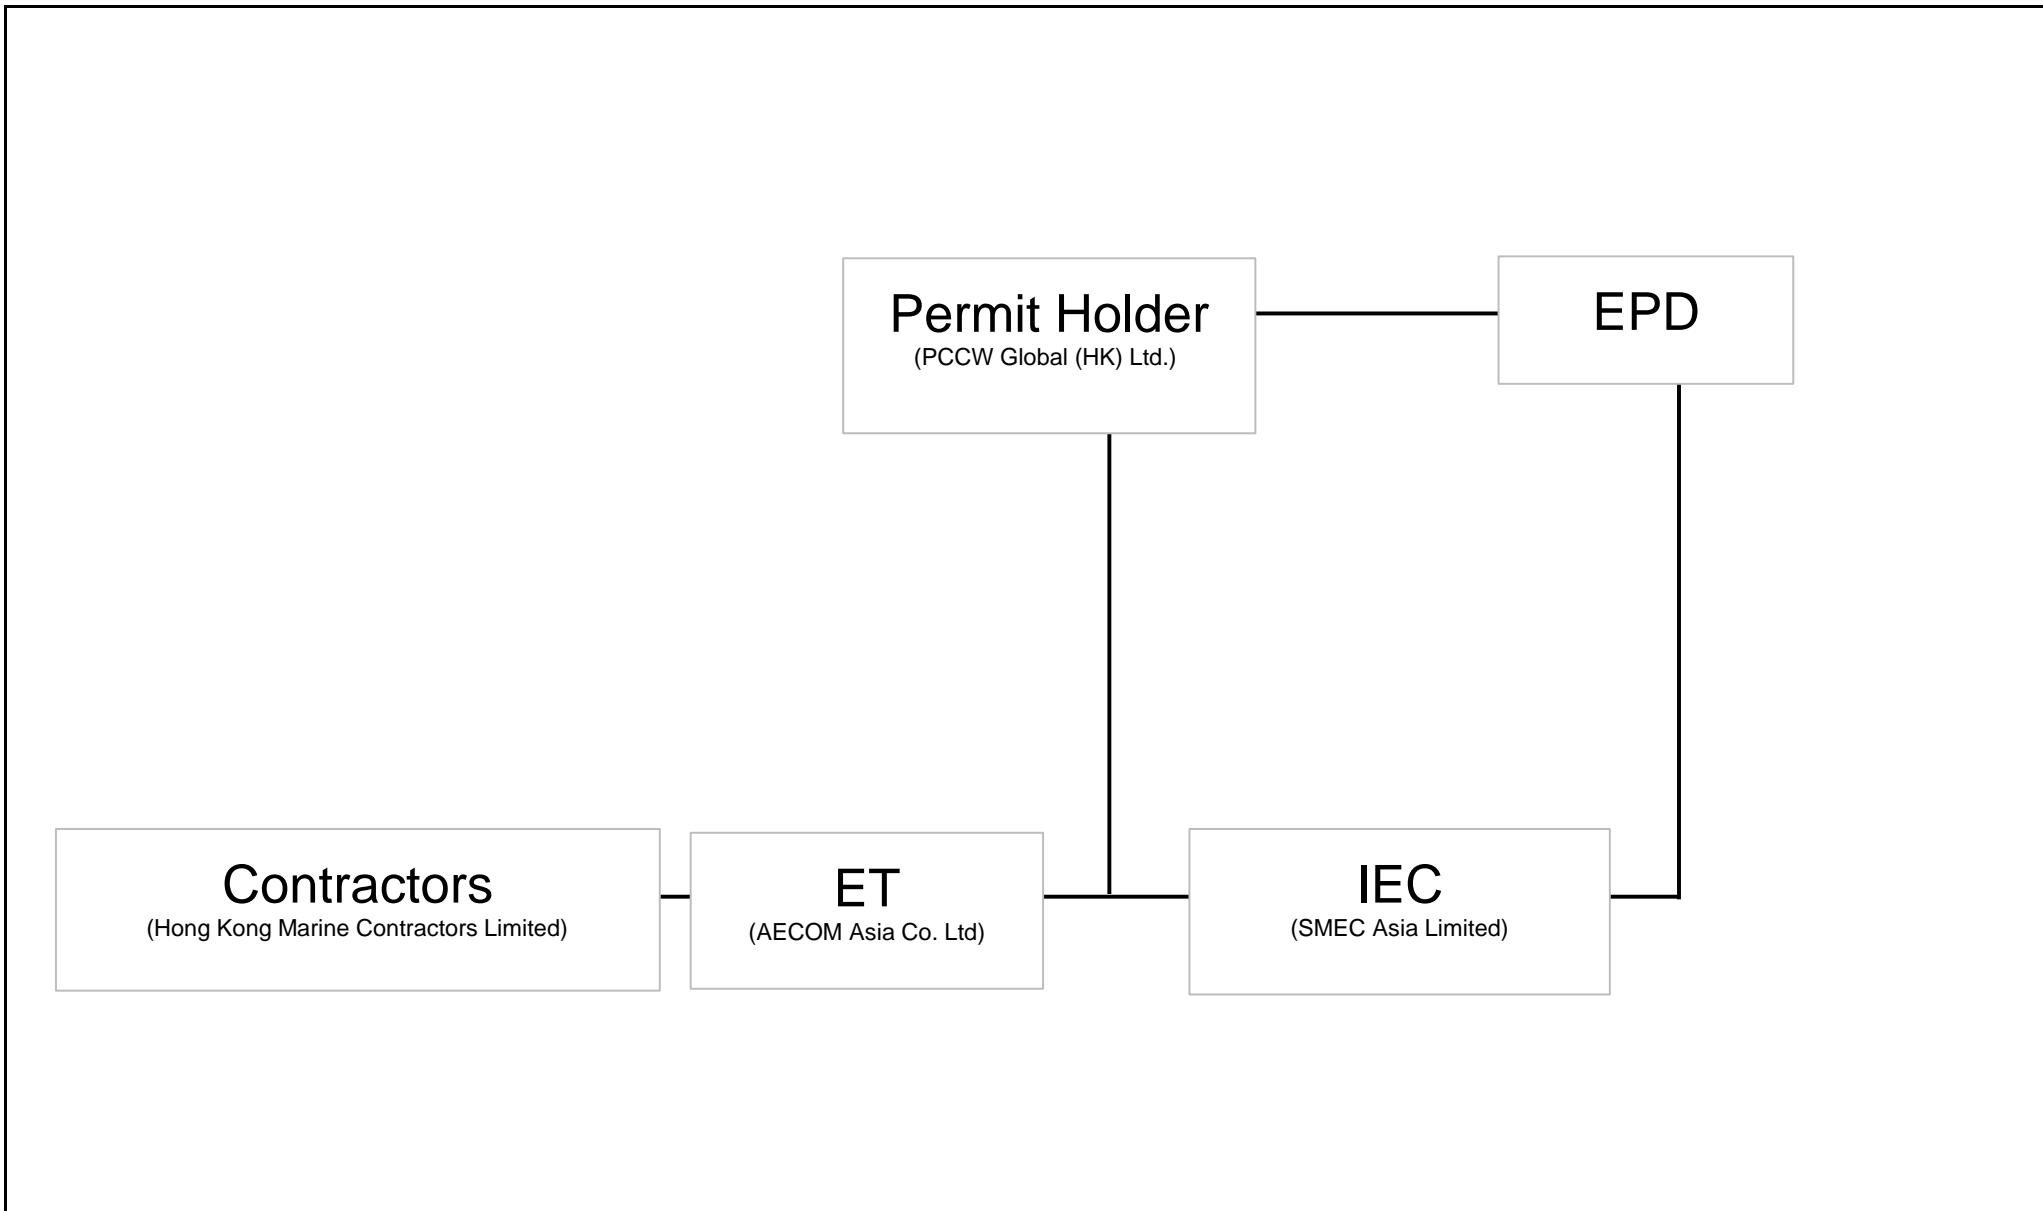 Permit Holder
(PCCW Global (HK) Ltd.)
EPD
Contractors
(Hong Kong Marine Contractors Limited)
ET
(AECOM Asia Co. Ltd)
IEC
(SMEC Asia Limited)